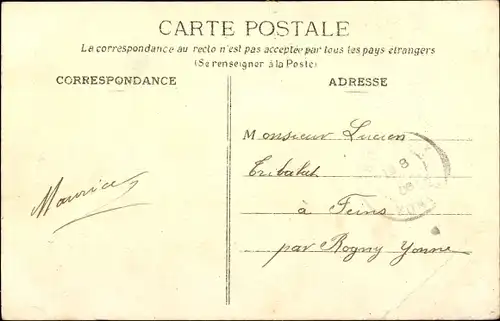 CARTE POSTALE
La correspondance au recto n'est pas acceptée par tous les pays étrangers
(Se renseigner à la Poste)
CORRESPONDANCE
ADRESSE
Monsieur Lucien
à Feins
par Rogny Yonne
Maurice